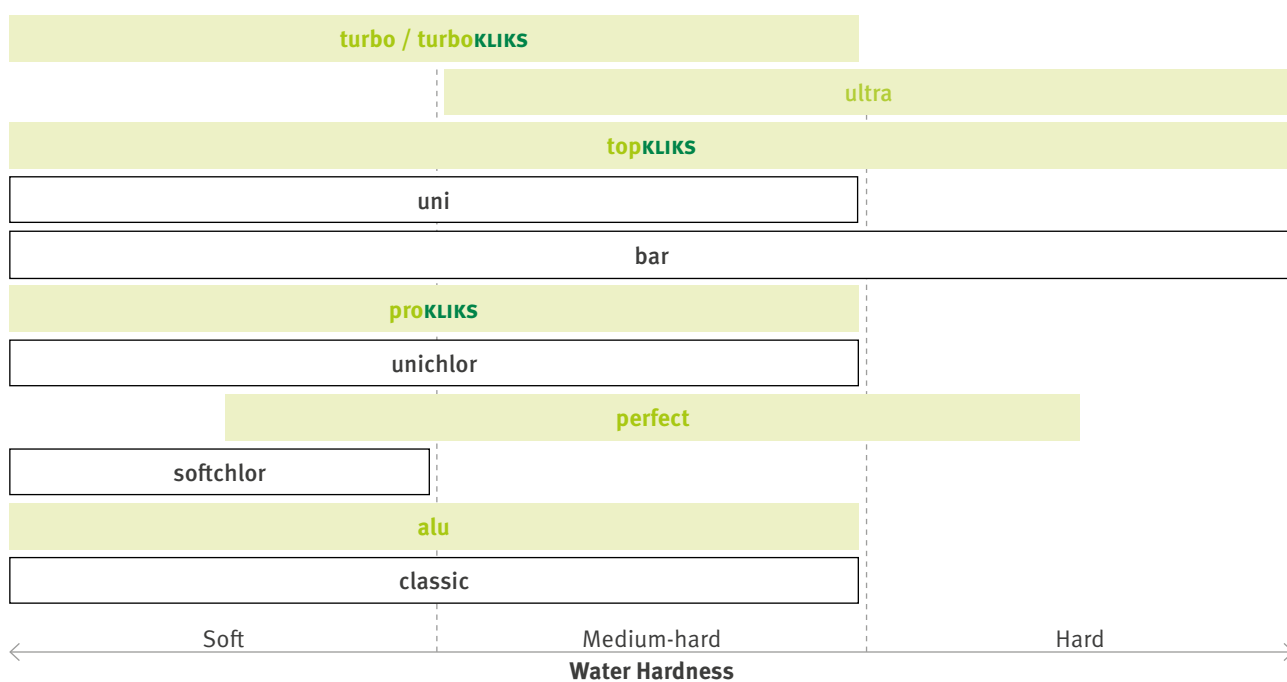 turbo / turboKLIKS
ultra
topKLIKS
uni
bar
proKLIKS
unichlor
perfect
softchlor
alu
classic
Soft Medium-hard Hard
Water Hardness